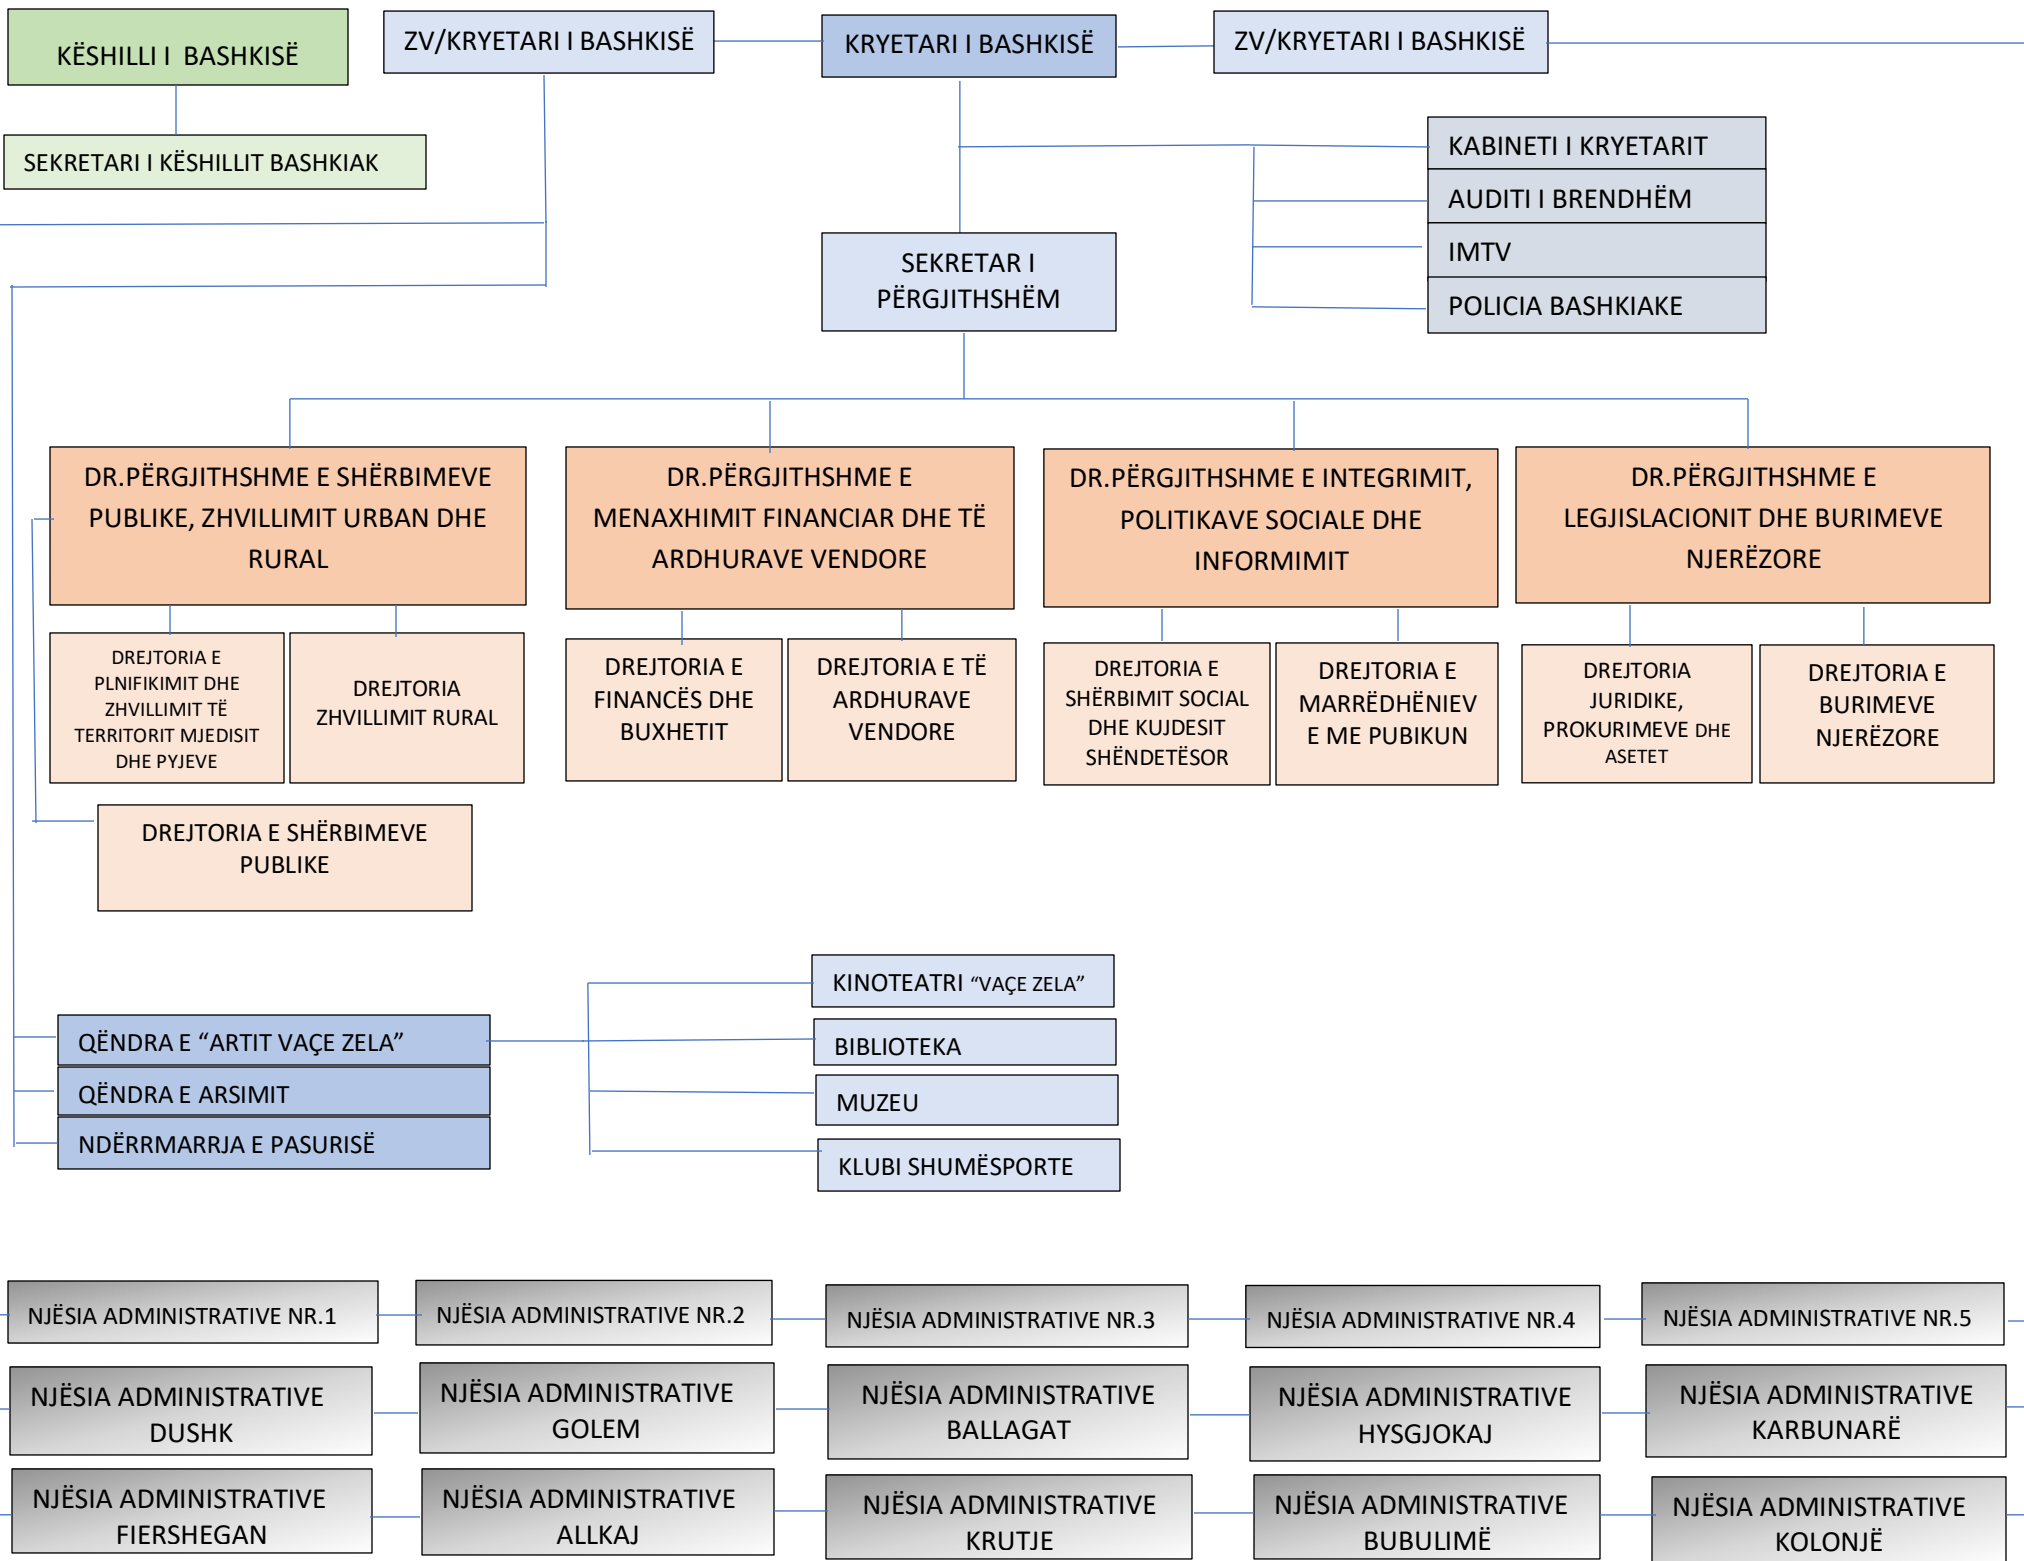 KËSHILLI I BASHKISË
ZV/KRYETARI I BASHKISË
KRYETARI I BASHKISË
ZV/KRYETARI I BASHKISË
SEKRETARI I KËSHILLIT BASHKIAK
KABINETI I KRYETARIT
AUDITI I BRENDHËM
IMTV
POLICIA BASHKIAKE
SEKRETAR I
PËRGJITHSHËM
DR.PËRGJITHSHME E SHËRBIMEVE
PUBLIKE, ZHVILLIMIT URBAN DHE
RURAL
DR.PËRGJITHSHME E
MENAXHIMIT FINANCIAR DHE TË
ARDHURAVE VENDORE
DR.PËRGJITHSHME E INTEGRIMIT,
POLITIKAVE SOCIALE DHE
INFORMIMIT
DR.PËRGJITHSHME E
LEGJISLACIONIT DHE BURIMEVE
NJERËZORE
DREJTORIA E
PLNIFIKIMIT DHE
ZHVILLIMIT TË
TERRITORIT MJEDISIT
DHE PYJEVE
DREJTORIA
ZHVILLIMIT RURAL
DREJTORIA E
FINANCËS DHE
BUXHETIT
DREJTORIA E TË
ARDHURAVE
VENDORE
DREJTORIA E
SHËRBIMIT SOCIAL
DHE KUJDESIT
SHËNDETËSOR
DREJTORIA E
MARRËDHËNIEV
E ME PUBIKUN
DREJTORIA
JURIDIKE,
PROKURIMEVE DHE
ASETET
DREJTORIA E
BURIMEVE
NJERËZORE
DREJTORIA E SHËRBIMEVE
PUBLIKE
QËNDRA E “ARTIT VAÇE ZELA”
QËNDRA E ARSIMIT
NDËRRMARRJA E PASURISË
KINOTEATRI “VAÇE ZELA”
BIBLIOTEKA
MUZEU
KLUBI SHUMËSPORTE
NJËSIA ADMINISTRATIVE NR.1
NJËSIA ADMINISTRATIVE NR.2
NJËSIA ADMINISTRATIVE NR.3
NJËSIA ADMINISTRATIVE NR.4
NJËSIA ADMINISTRATIVE NR.5
NJËSIA ADMINISTRATIVE
DUSHK
NJËSIA ADMINISTRATIVE
GOLEM
NJËSIA ADMINISTRATIVE
BALLAGAT
NJËSIA ADMINISTRATIVE
HYSGJOKAJ
NJËSIA ADMINISTRATIVE
KARBUNARË
NJËSIA ADMINISTRATIVE
FIERSHEGAN
NJËSIA ADMINISTRATIVE
ALLKAJ
NJËSIA ADMINISTRATIVE
KRUTJE
NJËSIA ADMINISTRATIVE
BUBULIMË
NJËSIA ADMINISTRATIVE
KOLONJË